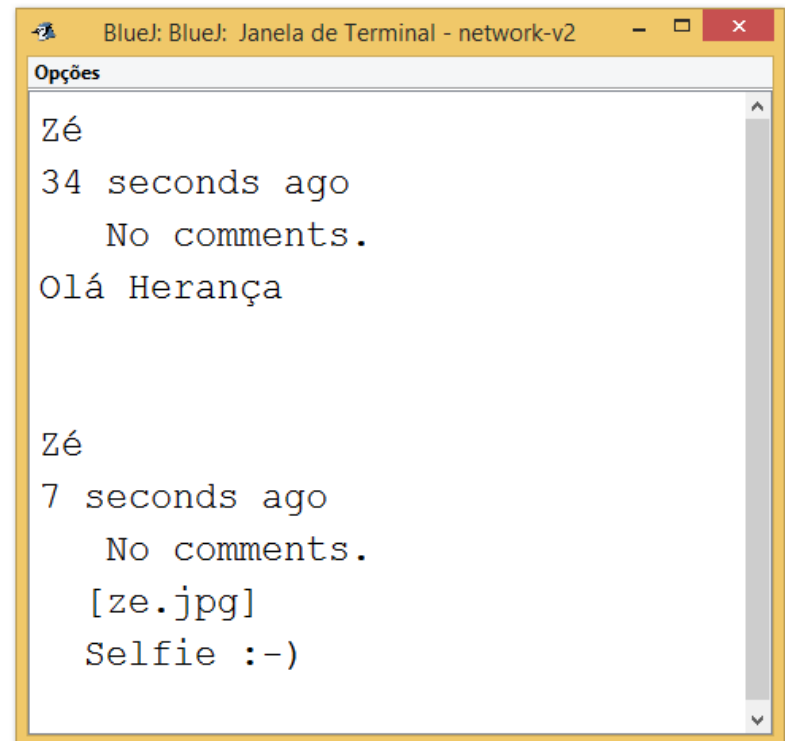 BlueJ: BlueJ: Janela de Terminal - network-v2
Opções
Zé
34 seconds ago
No comments.
Olá Herança
Zé
7 seconds ago
No comments.
[ze.jpg]
Selfie :-)